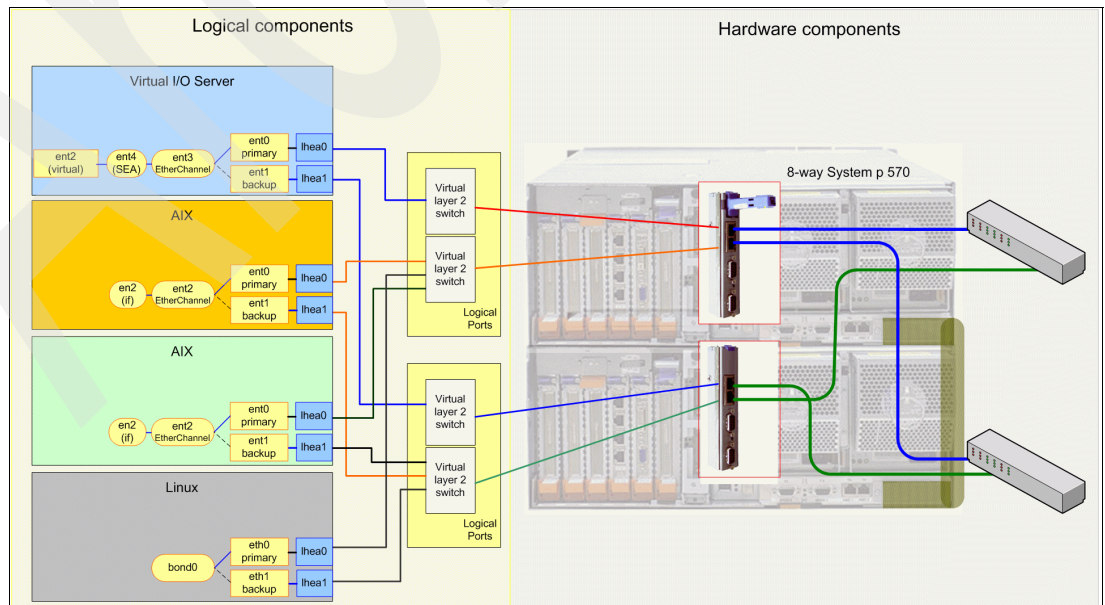 Logical components
Hardware components
Virtual I/O Server
ent2
(virtual)
ent4
(SEA)
ent3
EtherChannel
ent0
primary
lhea0
ent1
backup
lhea1
AIX
en2
(if)
ent2
EtherChannel
ent0
primary
lhea0
ent1
backup
lhea1
AIX
en2
(if)
ent2
EtherChannel
ent0
primary
lhea0
ent1
backup
lhea1
Linux
bond0
eth0
primary
lhea0
eth1
backup
lhea1
Virtual
layer 2
switch
Virtual
layer 2
switch
Logical
Ports
Virtual
layer 2
switch
Virtual
layer 2
switch
Logical
Ports
8-way System p 570